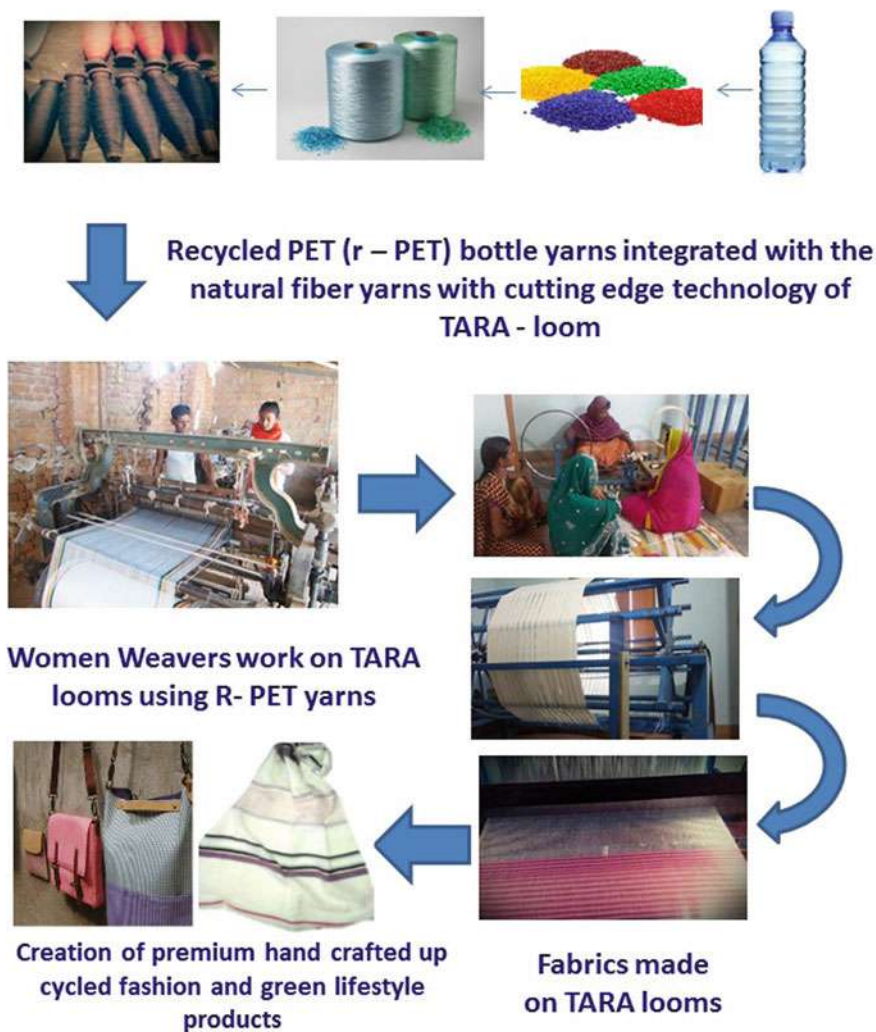 Recycled PET (r – PET) bottle yarns integrated with the
natural fiber yarns with cutting edge technology of
TARA - loom
Women Weavers work on TARA
looms using R- PET yarns
Creation of premium hand crafted up
cycled fashion and green lifestyle
products
Fabrics made
on TARA looms